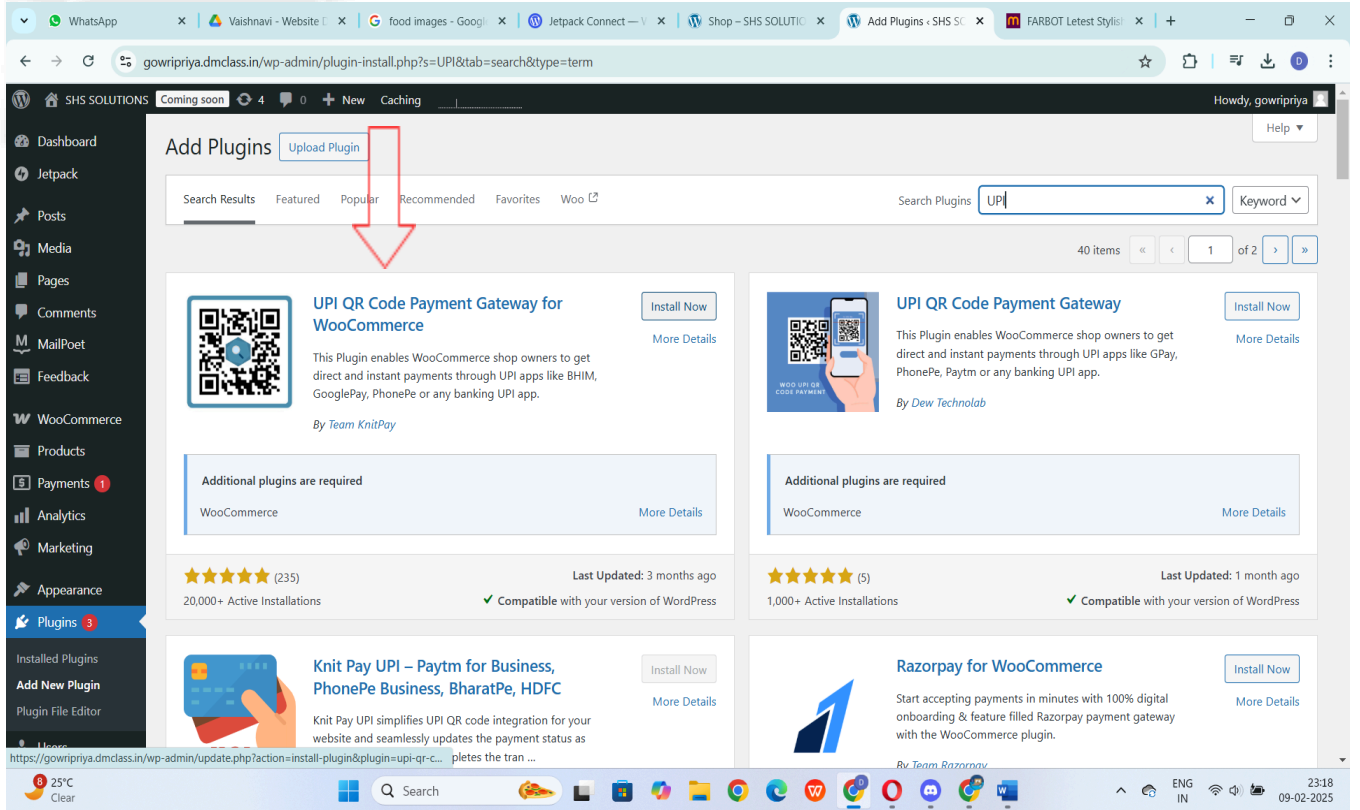 WhatsApp
Vaishnavi - Website D
food images - Google
Jetpack Connect — W
Shop – SHS SOLUTIO
Add Plugins ‹ SHS SO
FARBOT Letest Stylish
gowripriya.dmclass.in/wp-admin/plugin-install.php?s=UPI&tab=search&type=term
D
SHS SOLUTIONS Coming soon 4 0 + New Caching Howdy, gowripriya
Help
Dashboard
Jetpack
Posts
Media
Pages
Comments
MailPoet
Feedback
WooCommerce
Products
Payments 1
Analytics
Marketing
Appearance
Plugins 3
Installed Plugins
Add New Plugin
Plugin File Editor
Users
Add Plugins Upload Plugin
Search Results Featured Popular Recommended Favorites Woo
Search Plugins UPI Keyword
40 items « ‹ 1 of 2 › »
UPI QR Code Payment Gateway for
WooCommerce
Install Now
More Details
This Plugin enables WooCommerce shop owners to get
direct and instant payments through UPI apps like BHIM,
GooglePay, PhonePe or any banking UPI app.
By Team KnitPay
Additional plugins are required
WooCommerce More Details
(235)
Last Updated: 3 months ago
20,000+ Active Installations
Compatible with your version of WordPress
WOO UPI QR
CODE PAYMENT
UPI QR Code Payment Gateway
Install Now
More Details
This Plugin enables WooCommerce shop owners to get
direct and instant payments through UPI apps like GPay,
PhonePe, Paytm or any banking UPI app.
By Dew Technolab
Additional plugins are required
WooCommerce More Details
(5)
Last Updated: 1 month ago
1,000+ Active Installations
Compatible with your version of WordPress
Knit Pay UPI – Paytm for Business,
PhonePe Business, BharatPe, HDFC
Install Now
More Details
Knit Pay UPI simplifies UPI QR code integration for your
website and seamlessly updates the payment status as
pletes the tran ...
Razorpay for WooCommerce
Install Now
More Details
Start accepting payments in minutes with 100% digital
onboarding & feature filled Razorpay payment gateway
with the WooCommerce plugin.
By Team Razorpay
https://gowripriya.dmclass.in/wp-admin/update.php?action=install-plugin&plugin=upi-qr-c...
8
25°C
Clear
Search
ENG
IN
23:18
09-02-2025